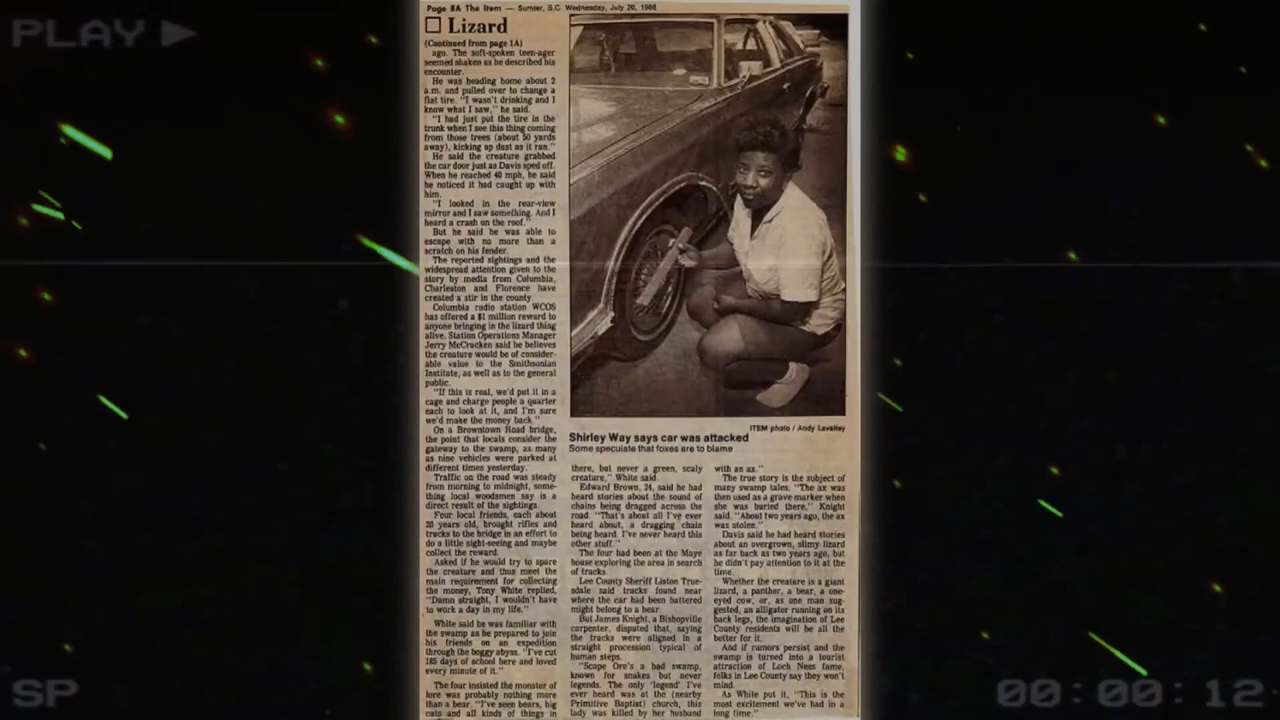 PLAY
Page 8A The Item — Sumter, S.C. Wednesday, July 20, 1988
Lizard
(Continued from page 1A)
ago. The soft-spoken teen-ager
seemed shaken as he described his
encounter.
He was heading home about 2
a.m. and pulled over to change a
flat tire. "I wasn't drinking and I
know what I saw," he said.
"I had just put the tire in the
trunk when I see this thing coming
from those trees (about 50 yards
away), kicking up dust as it ran."
He said the creature grabbed
the car door just as Davis sped off.
When he reached 40 mph, he said
he noticed it had caught up with
him.
"I looked in the rear-view
mirror and I saw something. And I
heard a crash on the roof."
But he said he was able to
escape with no more than a
scratch on his fender.
The reported sightings and the
widespread attention given to the
story by media from Columbia,
Charleston and Florence have
created a stir in the county.
Columbia radio station WCOS
has offered a $1 million reward to
anyone bringing in the lizard thing
alive. Station Operations Manager
Jerry McCracken said he believes
the creature would be of consider-
able value to the Smithsonian
Institute, as well as to the general
public.
"If this is real, we'd put it in a
cage and charge people a quarter
each to look at it, and I'm sure
we'd make the money back."
On a Browntown Road bridge,
the point that locals consider the
gateway to the swamp, as many
as nine vehicles were parked at
different times yesterday.
Traffic on the road was steady
from morning to midnight, some-
thing local woodsmen say is a
direct result of the sightings.
Four local friends, each about
20 years old, brought rifles and
trucks to the bridge in an effort to
do a little sight-seeing and maybe
collect the reward.
Asked if he would try to spare
the creature and thus meet the
main requirement for collecting
the money, Tony White replied,
"Damn straight, I wouldn't have
to work a day in my life."
White said he was familiar with
the swamp as he prepared to join
his friends on an expedition
through the boggy abyss. "I've cut
185 days of school here and loved
every minute of it."
The four insisted the monster of
lore was probably nothing more
than a bear. "I've seen bears, big
cats and all kinds of things in
ITEM photo / Andy Lavalley
Shirley Way says car was attacked
Some speculate that foxes are to blame
there, but never a green, scaly
creature," White said.
Edward Brown, 24, said he had
heard stories about the sound of
chains being dragged across the
road. "That's about all I've ever
heard about, a dragging chain
being heard. I've never heard this
other stuff."
The four had been at the Maye
house exploring the area in search
of tracks.
Lee County Sheriff Liston True-
sdale said tracks found near
where the car had been battered
might belong to a bear.
But James Knight, a Bishopville
carpenter, disputed that, saying
the tracks were aligned in a
straight procession typical of
human steps.
"Scape Ore's a bad swamp,
known for snakes but never
legends. The only 'legend' I've
ever heard was at the (nearby
Primitive Baptist) church, this
lady was killed by her husband
with an ax."
The true story is the subject of
many swamp tales. "The ax was
then used as a grave marker when
she was buried there," Knight
said. "About two years ago, the ax
was stolen."
Davis said he had heard stories
about an overgrown, slimy lizard
as far back as two years ago, but
he didn't pay attention to it at the
time.
Whether the creature is a giant
lizard, a panther, a bear, a one-
eyed cow, or, as one man sug-
gested, an alligator running on its
back legs, the imagination of Lee
County residents will be all the
better for it.
And if rumors persist and the
swamp is turned into a tourist
attraction of Loch Ness fame,
folks in Lee County say they won't
mind.
As White put it, "This is the
most excitement we've had in a
long time."
SP
00:00:12